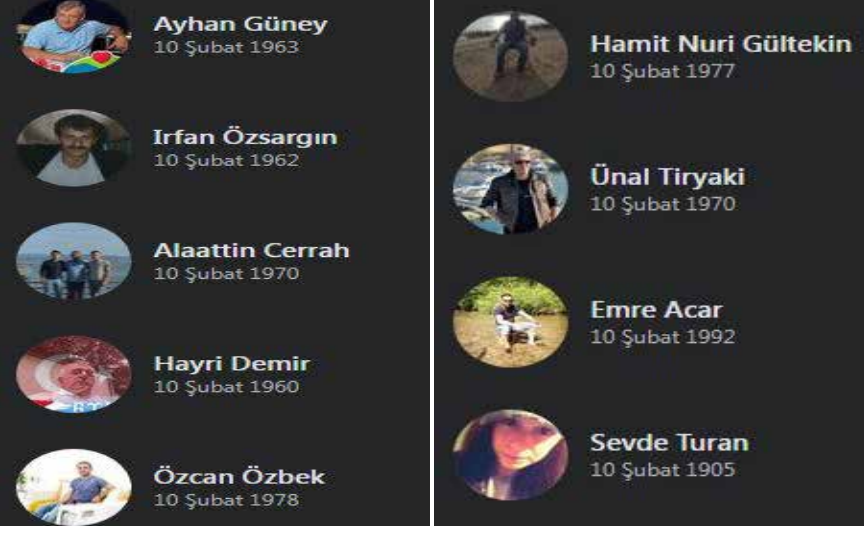 Ayhan Güney
10 Şubat 1963
Irfan Özsargın
10 Şubat 1962
Alaattin Cerrah
10 Şubat 1970
Hayri Demir
10 Şubat 1960
Özcan Özbek
10 Şubat 1978
Hamit Nuri Gültekin
10 Şubat 1977
Ünal Tiryaki
10 Şubat 1970
Emre Acar
10 Şubat 1992
Sevde Turan
10 Şubat 1905